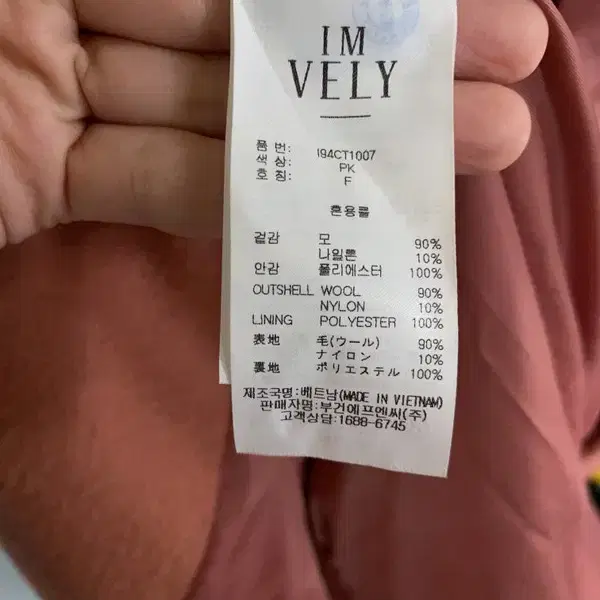 IM
VELY
품 번: I94CT1007
색 상: PK
호 칭: F
혼용률
겉감 모 90%
나일론 10%
안감 폴리에스터 100%
OUTSHELL WOOL 90%
NYLON 10%
LINING POLYESTER 100%
表地 毛(ウール) 90%
ナイロン 10%
裏地 ポリエステル 100%
제조국명:베트남(MADE IN VIETNAM)
판매자명:부건에프엔씨(주)
고객상담:1688-6745